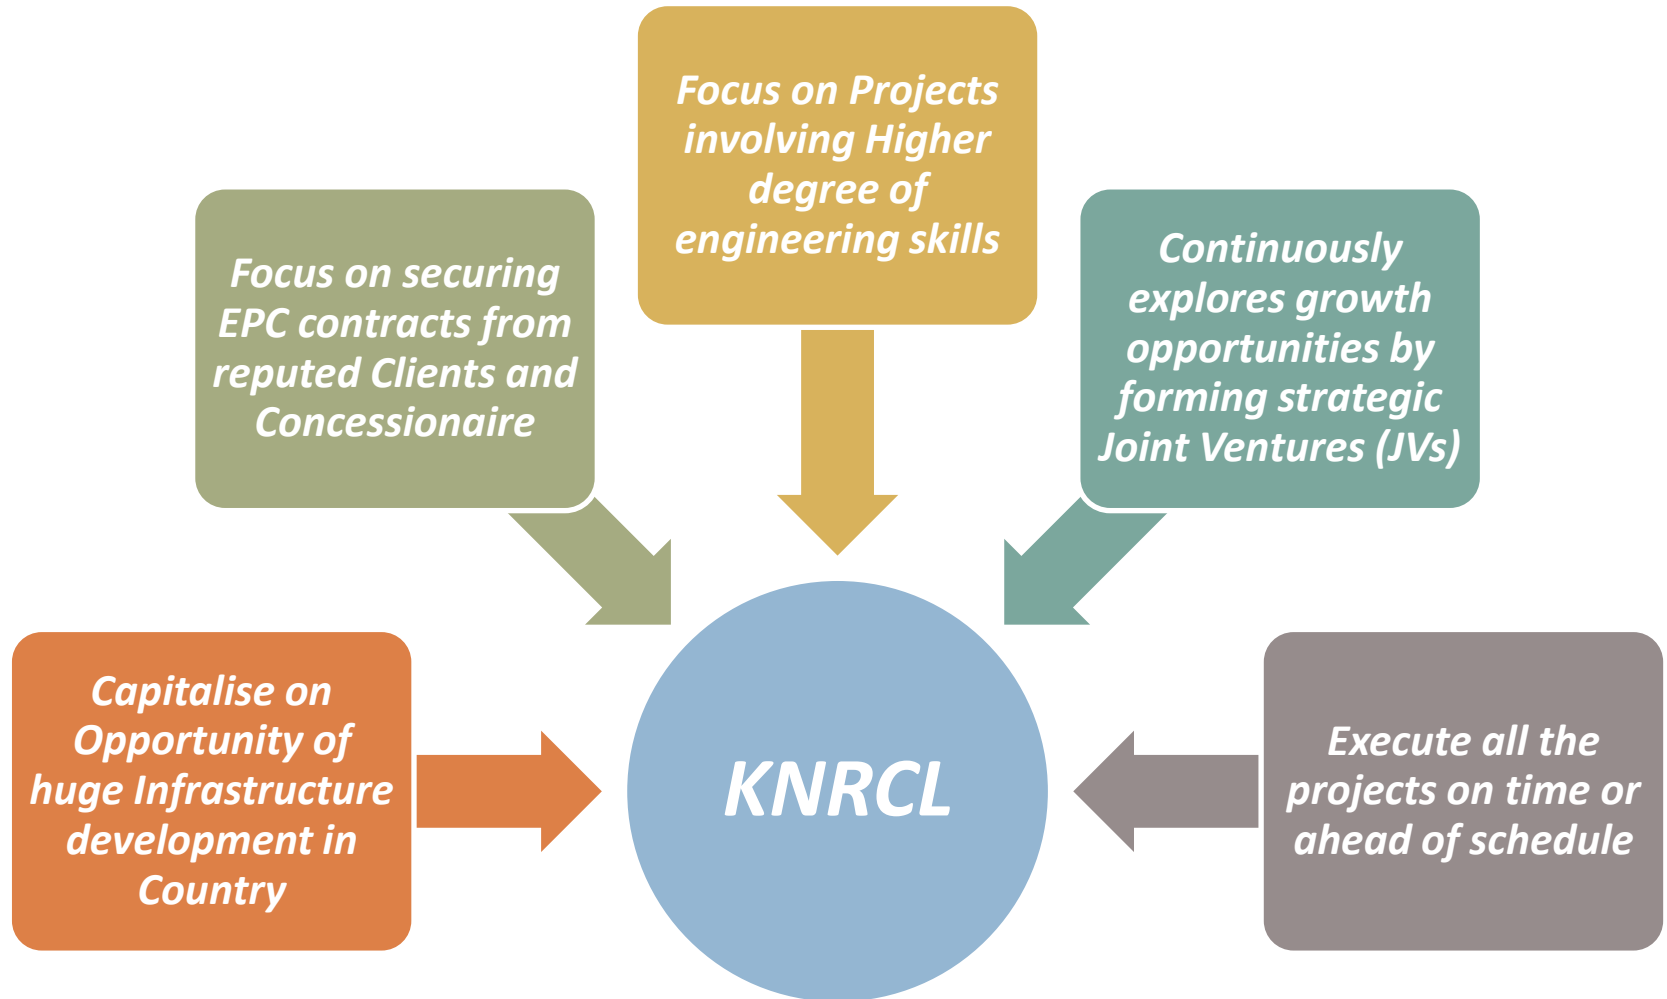 Capitalise on
Opportunity of
huge Infrastructure
development in
Country
Focus on securing
EPC contracts from
reputed Clients and
Concessionaire
Focus on Projects
involving Higher
degree of
engineering skills
Continuously
explores growth
opportunities by
forming strategic
Joint Ventures (JVs)
Execute all the
projects on time or
ahead of schedule
KNRCL